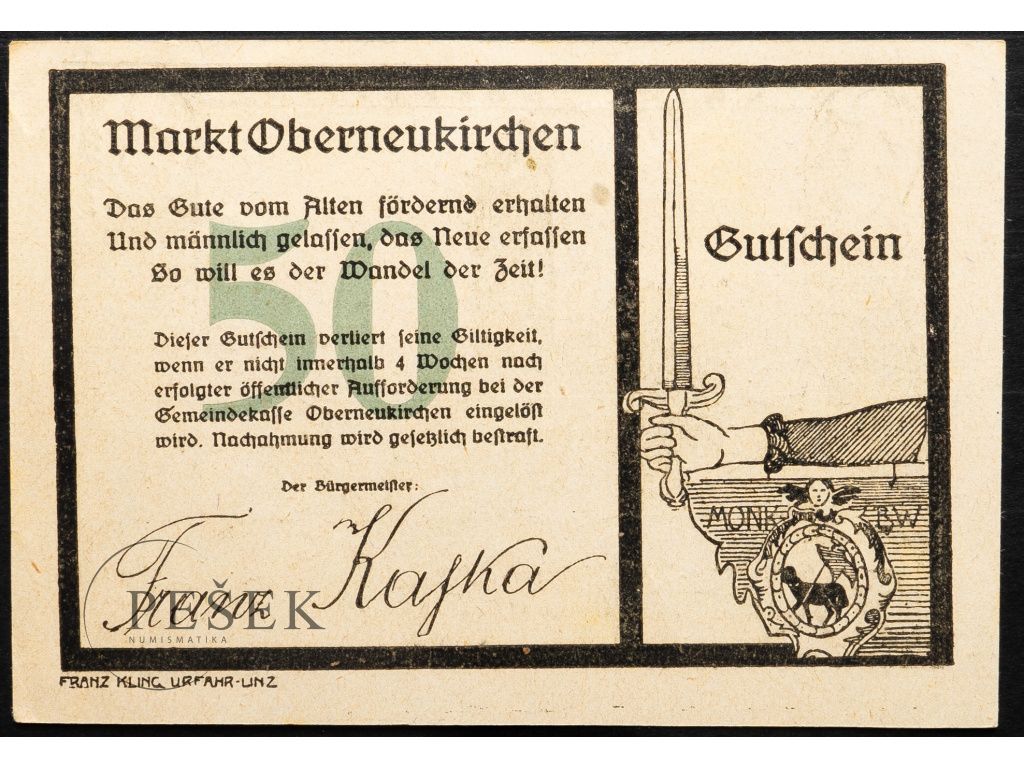 Markt Oberneukirchen
50
Das Gute vom Alten fördernd erhalten
Und männlich gelassen, das Neue erfassen
So will es der Wandel der Zeit!
Dieser Gutschein verliert seine Giltigkeit,
wenn er nicht innerhalb 4 Wochen nach
erfolgter öffentlicher Aufforderung bei der
Gemeindekasse Oberneukirchen eingelöst
wird. Nachahmung wird gesetzlich bestraft.
Der Bürgermeister:
Franz Kafka
PEŠEK
NUMISMATIKA
FRANZ KLING URFAHR-LINZ
Gutschein
MONK BW